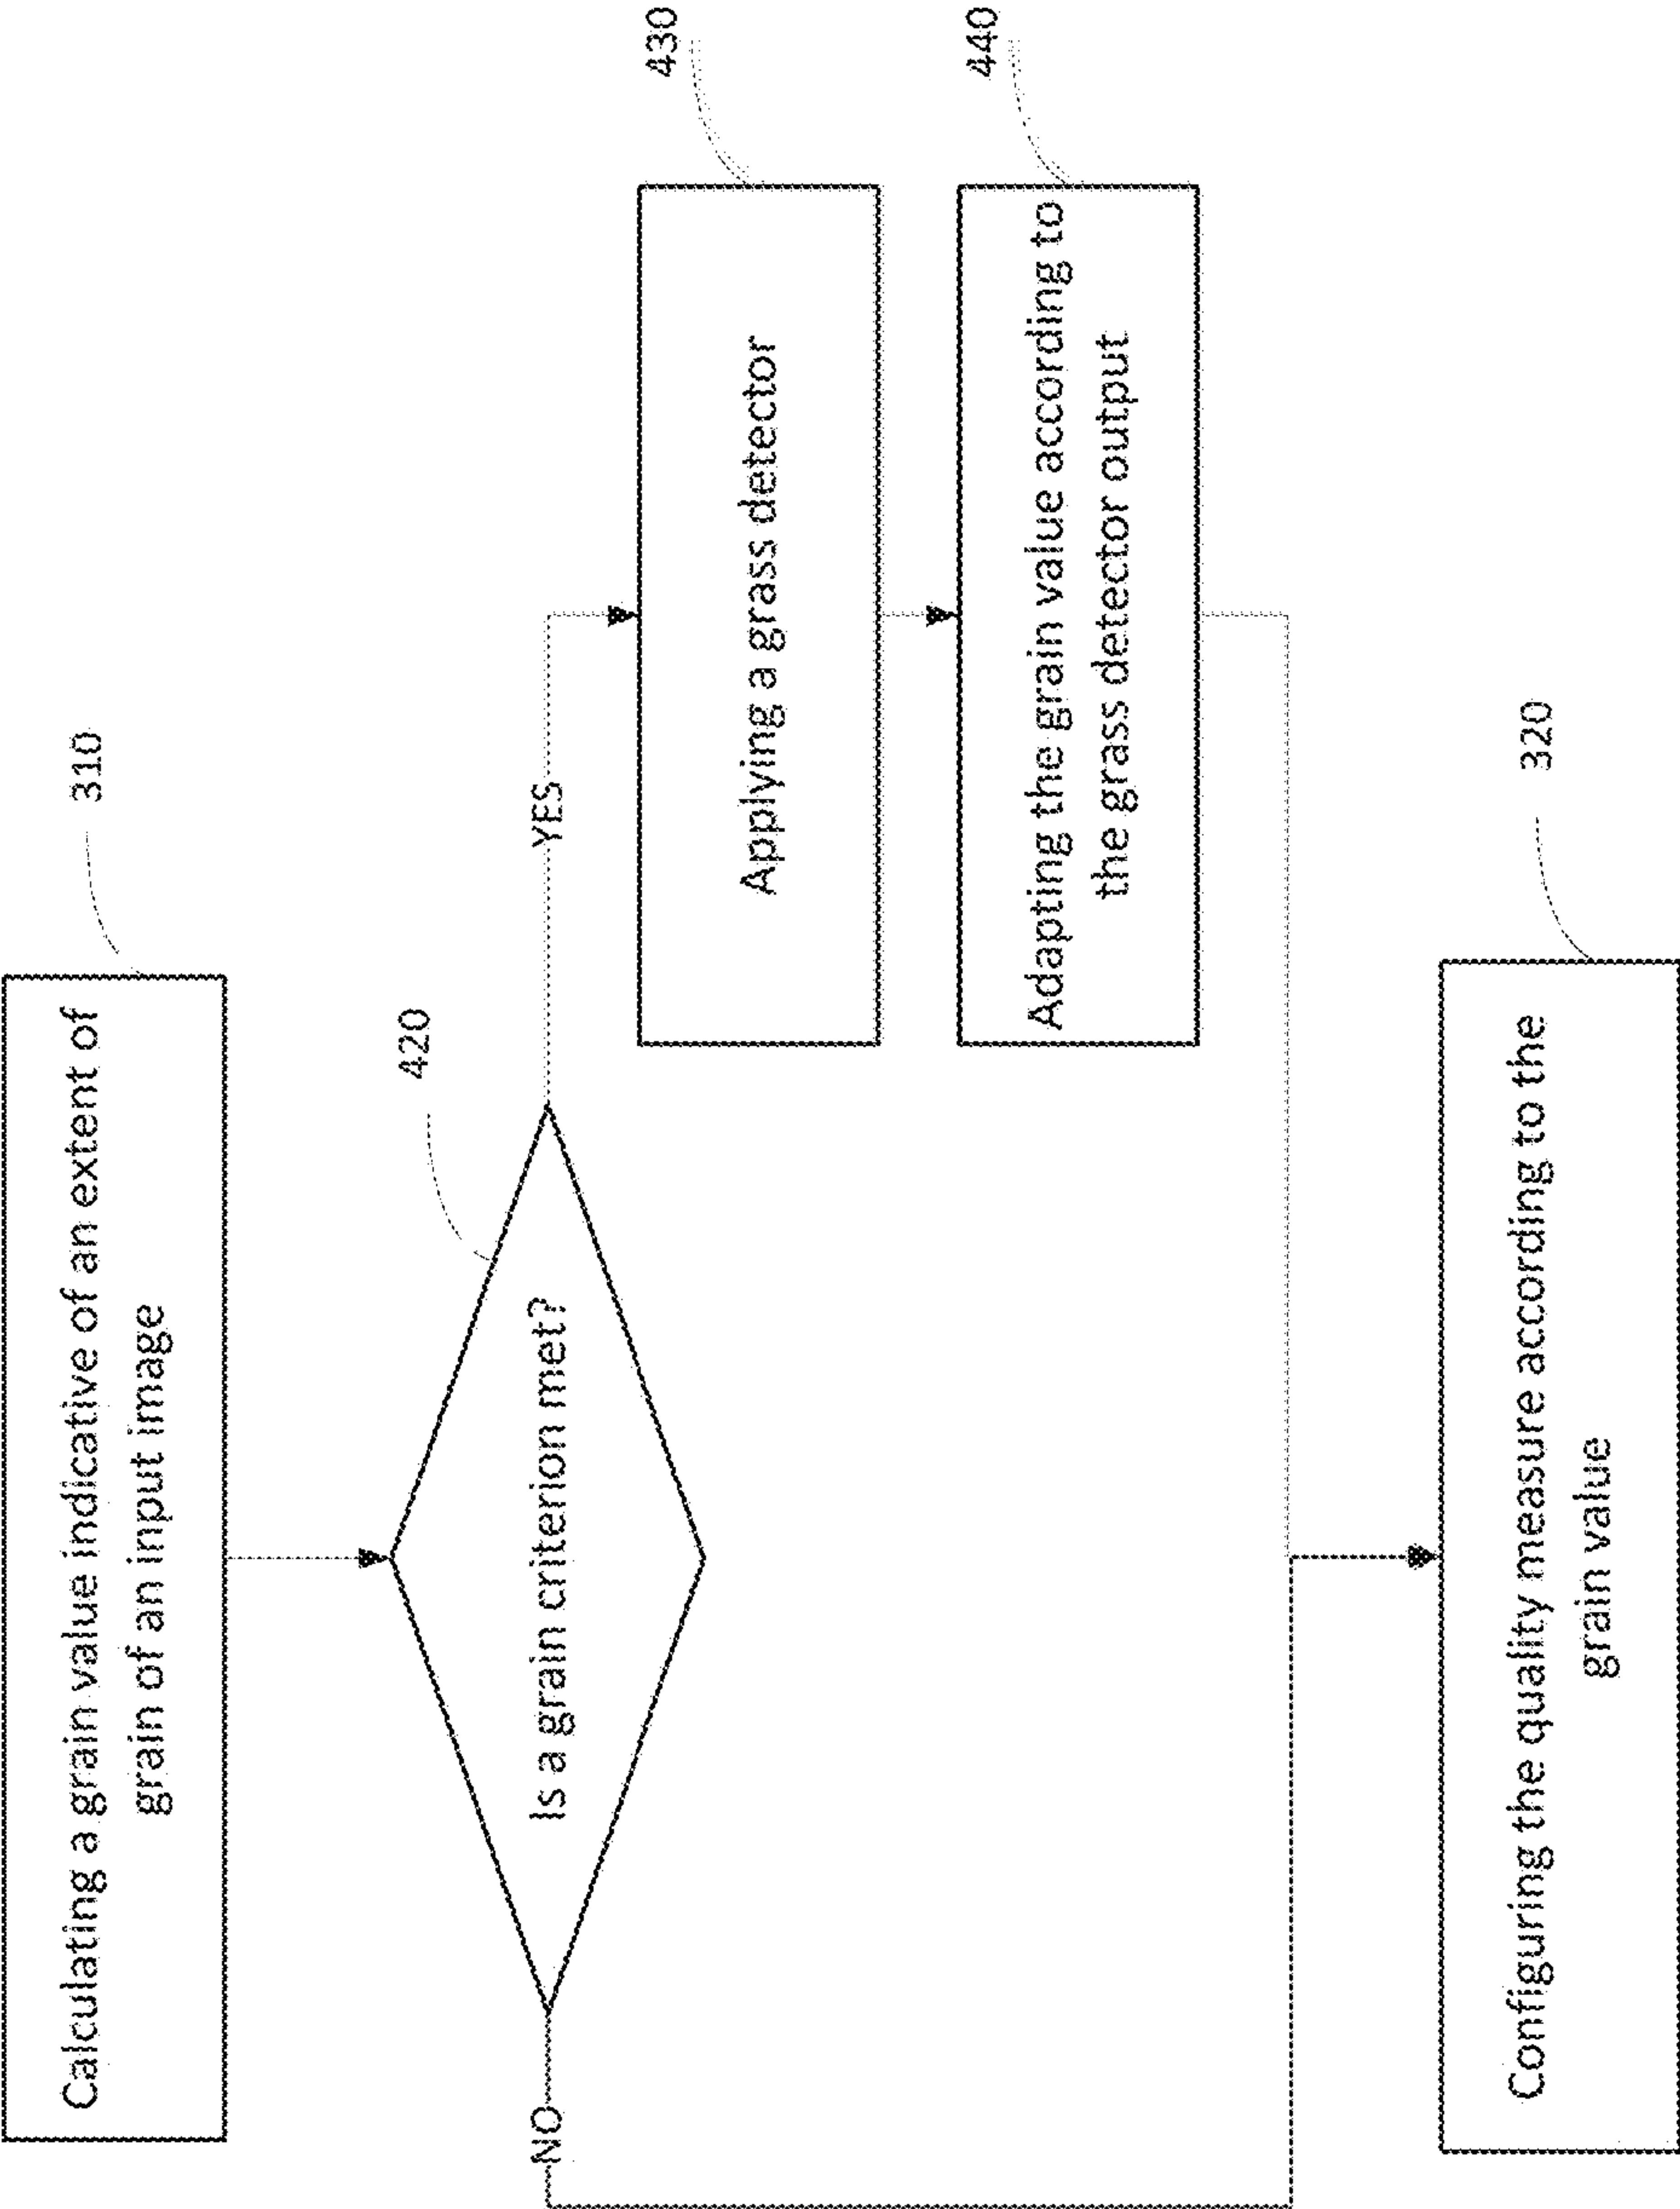 310
Calculating a grain value indicative of an extent of
grain of an input image
420
Is a grain criterion met?
NO
YES
430
Applying a grass detector
440
Adapting the grain value according to
the grass detector output
320
Configuring the quality measure according to the
grain value